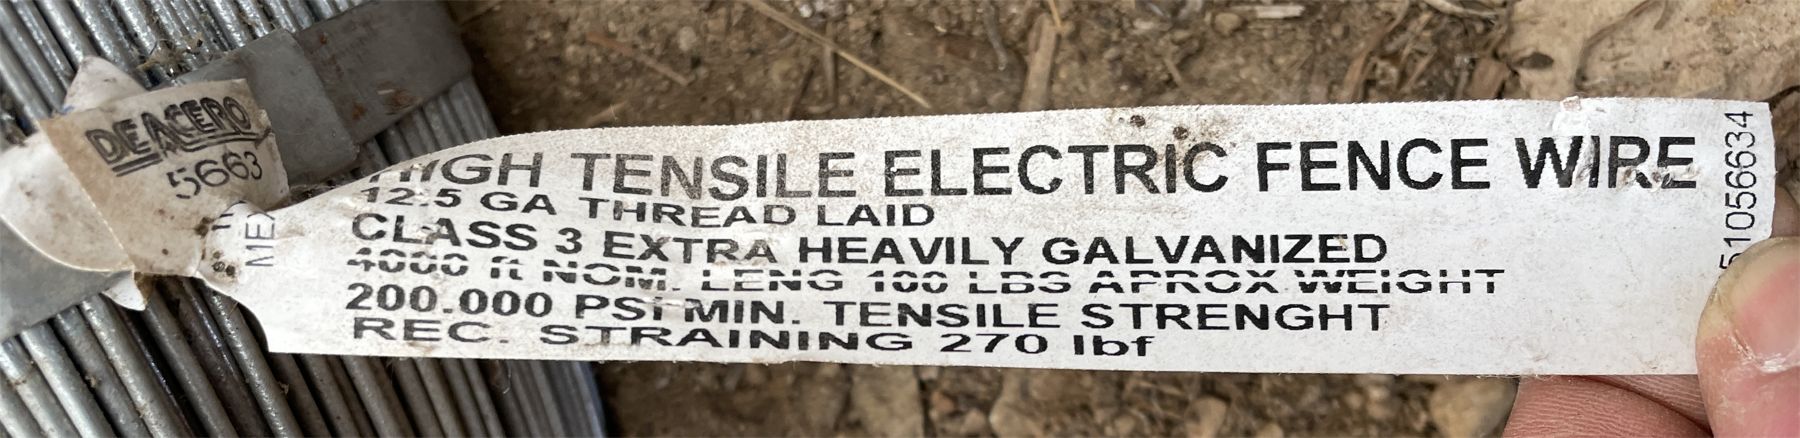 DEACERO
5663
MEX
HIGH TENSILE ELECTRIC FENCE WIRE
12.5 GA THREAD LAID
CLASS 3 EXTRA HEAVILY GALVANIZED
4000 ft NOM. LENG 100 LBS APROX WEIGHT
200.000 PSI MIN. TENSILE STRENGHT
REC. STRAINING 270 lbf
51056634